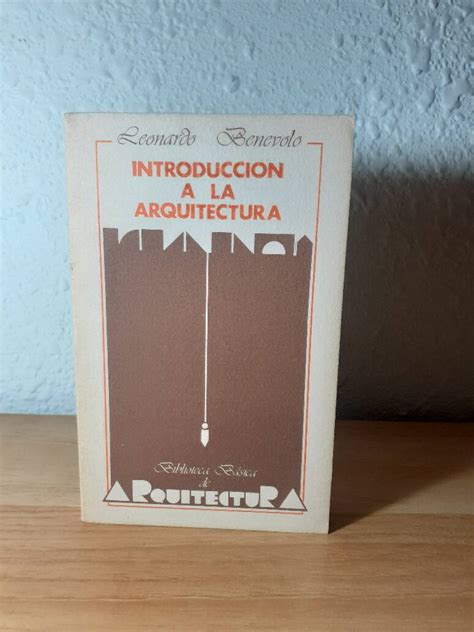 Leonardo Benevolo
INTRODUCCION
A LA
ARQUITECTURA
Biblioteca Básica
de
ARQUITECTURA